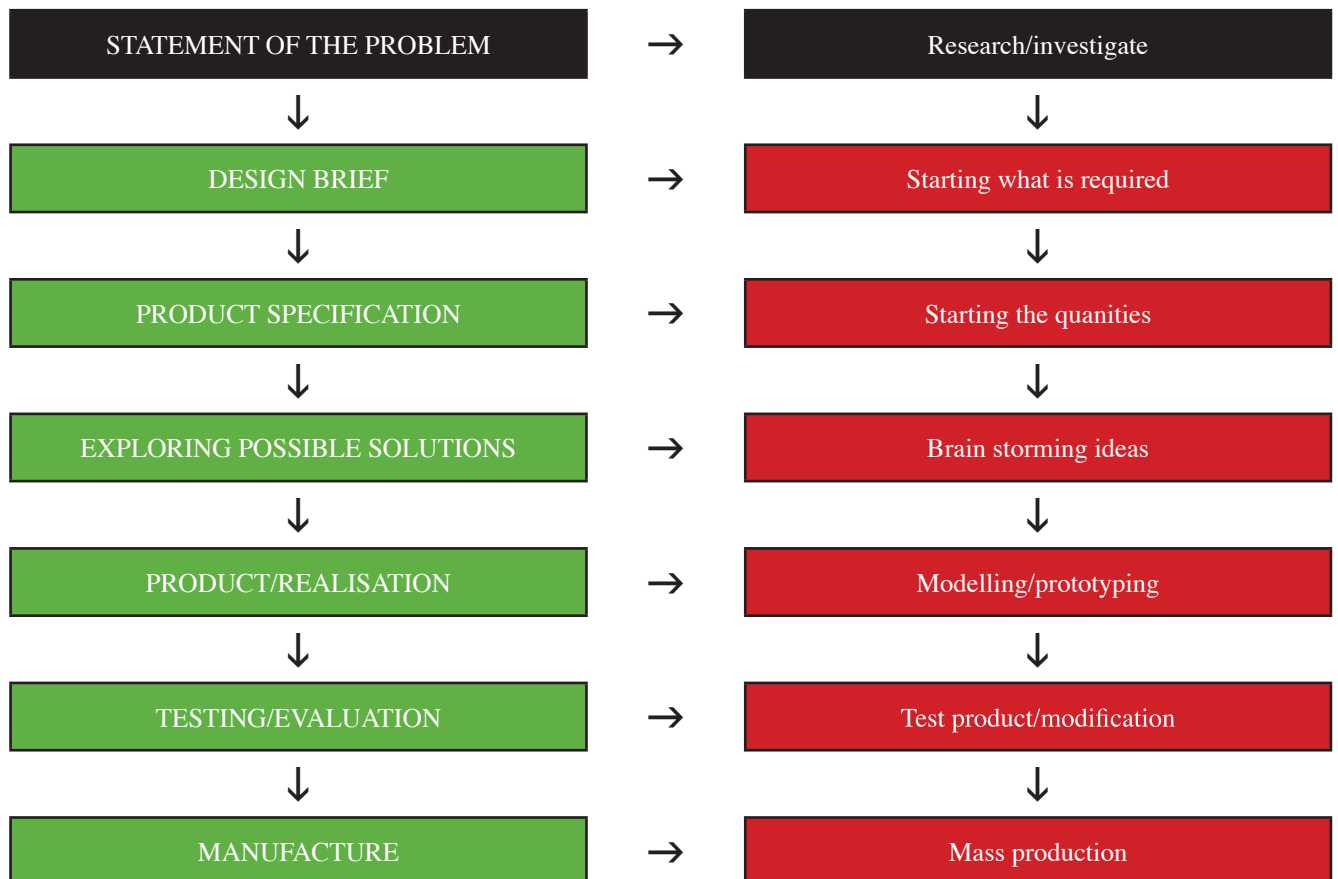 STATEMENT OF THE PROBLEM → Research/investigate
DESIGN BRIEF → Starting what is required
PRODUCT SPECIFICATION → Starting the quanities
EXPLORING POSSIBLE SOLUTIONS → Brain storming ideas
PRODUCT/REALISATION → Modelling/prototyping
TESTING/EVALUATION → Test product/modification
MANUFACTURE → Mass production